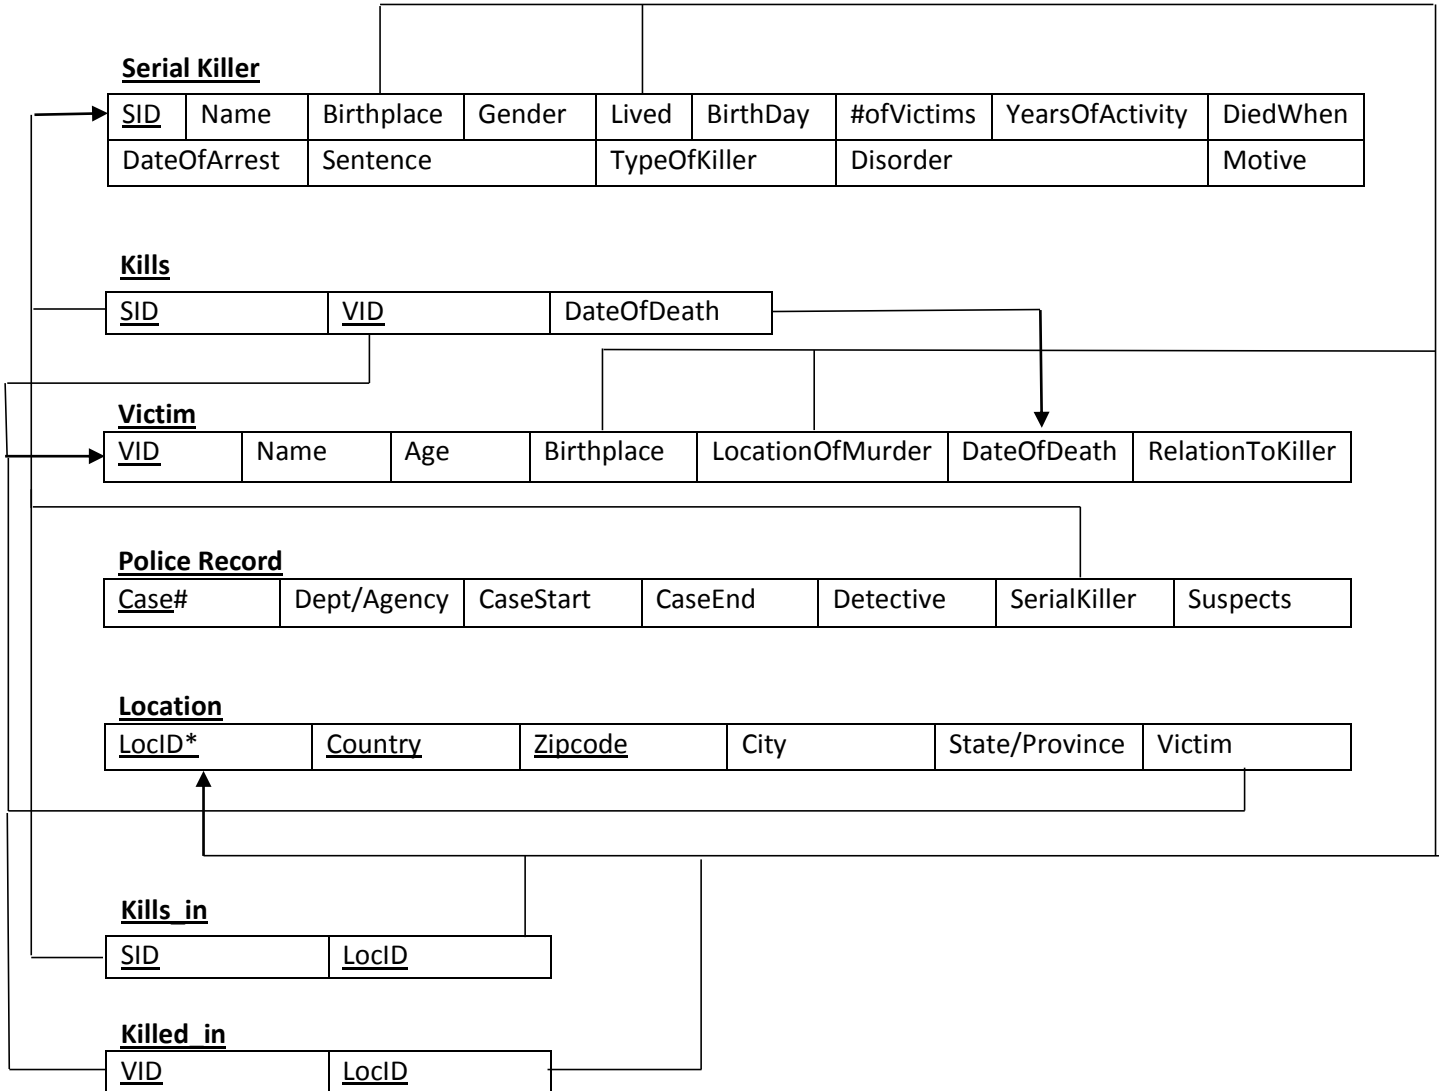 Serial Killer
SID Name Birthplace Gender Lived BirthDay #ofVictims YearsOfActivity DiedWhen
DateOfArrest Sentence TypeOfKiller Disorder Motive
Kills
SID VID DateOfDeath
Victim
VID Name Age Birthplace LocationOfMurder DateOfDeath RelationToKiller
Police Record
Case# Dept/Agency CaseStart CaseEnd Detective SerialKiller Suspects
Location
LocID* Country Zipcode City State/Province Victim
Kills_in
SID LocID
Killed_in
VID LocID